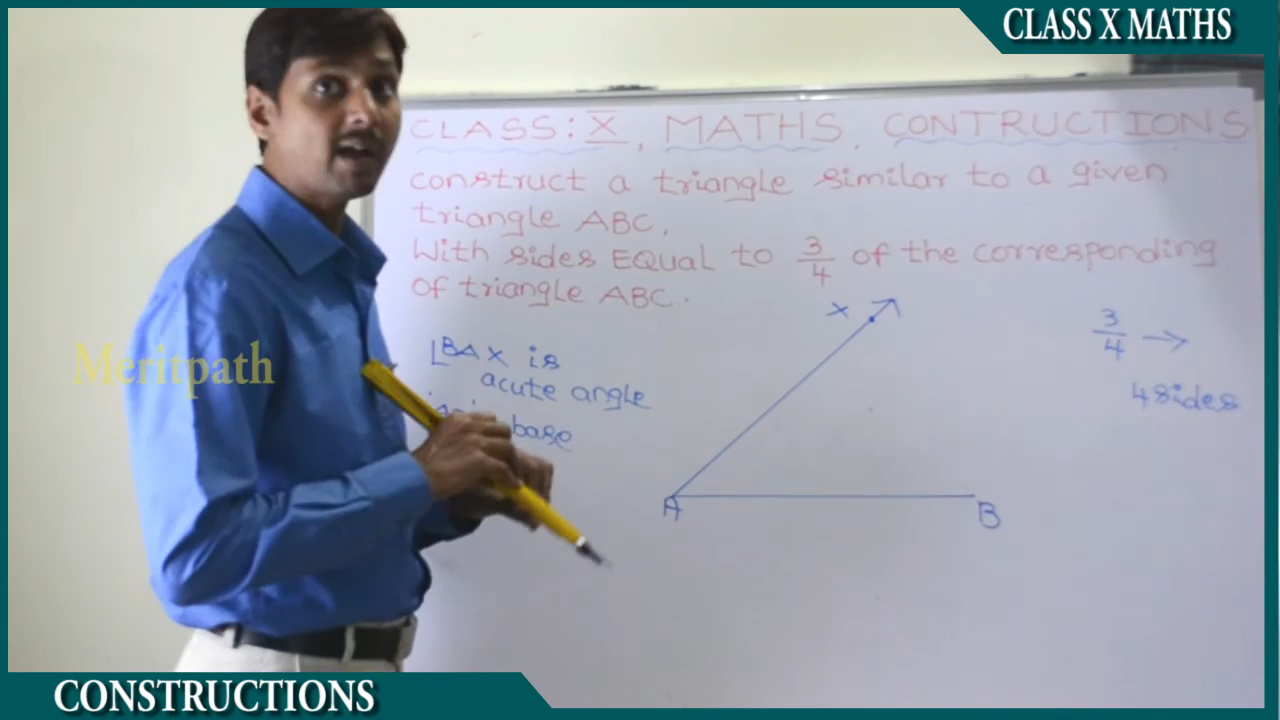 CLASS X MATHS
CLASS: X, MATHS, CONTRUCTIONS
construct a triangle similar to a given
triangle ABC,
With sides EQUAL to 3/4 of the corresponding
of triangle ABC.
∠BAX is
acute angle
base
X
A
B
3/4 →
4 sides
Meritpath
CONSTRUCTIONS